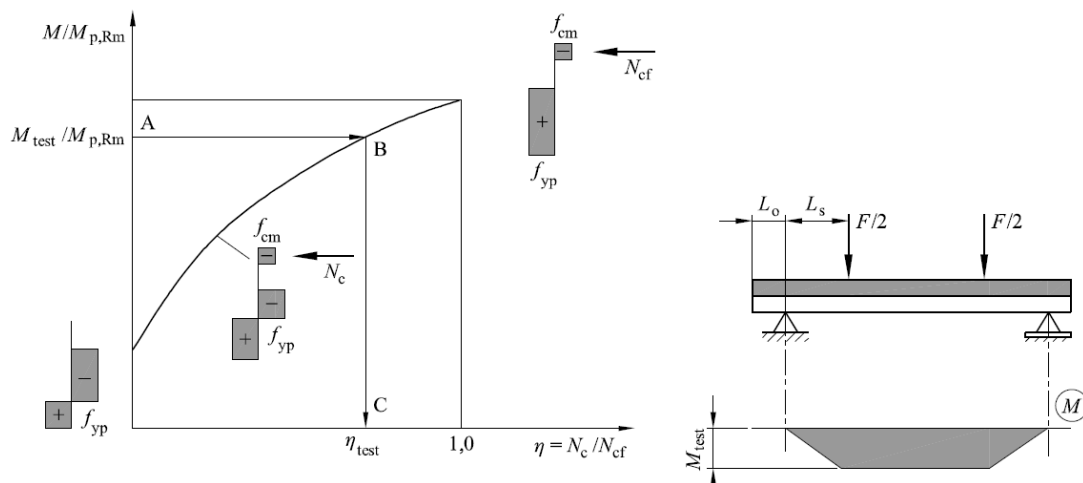 M/M_p,Rm
f_cm
−
N_cf
+
f_yp
M_test/M_p,Rm
A
B
f_cm
−
N_c
−
+
f_yp
−
+
f_yp
C
η_test
1,0
η = N_c/N_cf
L_o
L_s
F/2
F/2
M
M_test